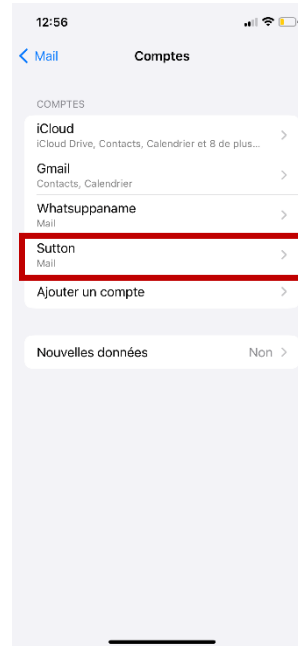 12:56
Mail
Comptes
COMPTES
iCloud
iCloud Drive, Contacts, Calendrier et 8 de plus...
Gmail
Contacts, Calendrier
Whatsuppaname
Mail
Sutton
Mail
Ajouter un compte
Nouvelles données Non